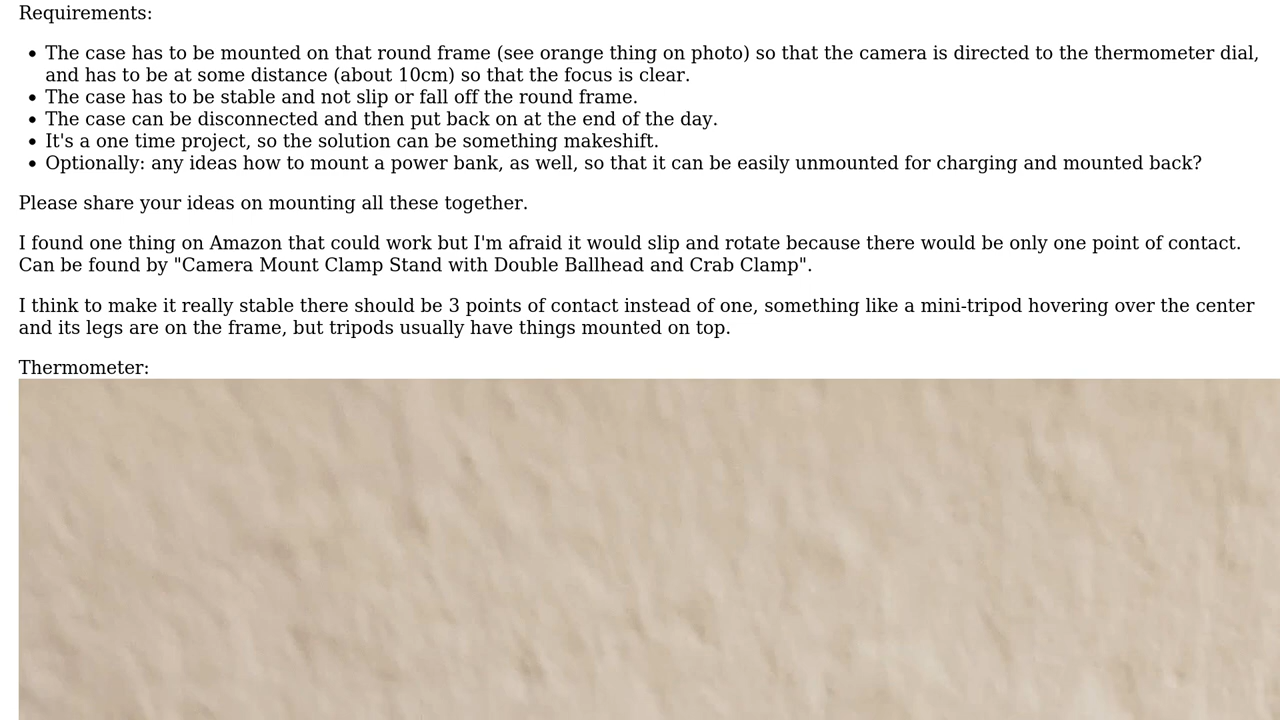 Requirements:
The case has to be mounted on that round frame (see orange thing on photo) so that the camera is directed to the thermometer dial,
and has to be at some distance (about 10cm) so that the focus is clear.
The case has to be stable and not slip or fall off the round frame.
The case can be disconnected and then put back on at the end of the day.
It's a one time project, so the solution can be something makeshift.
Optionally: any ideas how to mount a power bank, as well, so that it can be easily unmounted for charging and mounted back?
Please share your ideas on mounting all these together.
I found one thing on Amazon that could work but I'm afraid it would slip and rotate because there would be only one point of contact.
Can be found by "Camera Mount Clamp Stand with Double Ballhead and Crab Clamp".
I think to make it really stable there should be 3 points of contact instead of one, something like a mini-tripod hovering over the center
and its legs are on the frame, but tripods usually have things mounted on top.
Thermometer: